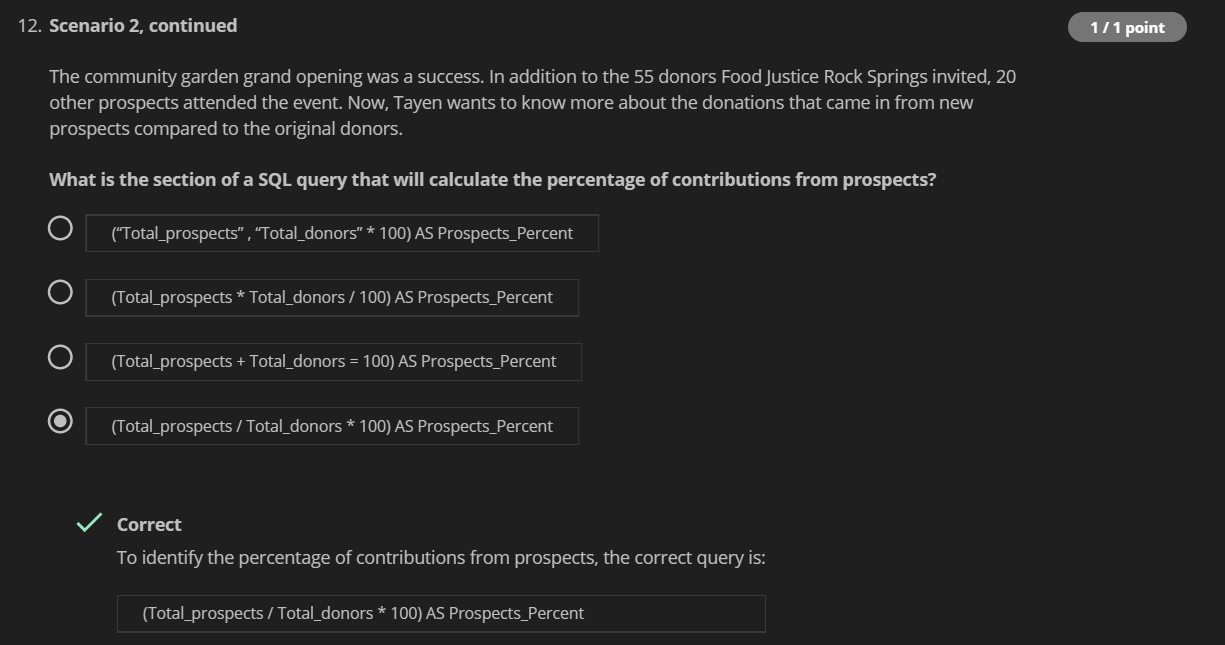 12. Scenario 2, continued
1 / 1 point
The community garden grand opening was a success. In addition to the 55 donors Food Justice Rock Springs invited, 20
other prospects attended the event. Now, Tayen wants to know more about the donations that came in from new
prospects compared to the original donors.
What is the section of a SQL query that will calculate the percentage of contributions from prospects?
(“Total_prospects” , “Total_donors” * 100) AS Prospects_Percent
(Total_prospects * Total_donors / 100) AS Prospects_Percent
(Total_prospects + Total_donors = 100) AS Prospects_Percent
(Total_prospects / Total_donors * 100) AS Prospects_Percent
Correct
To identify the percentage of contributions from prospects, the correct query is:
(Total_prospects / Total_donors * 100) AS Prospects_Percent